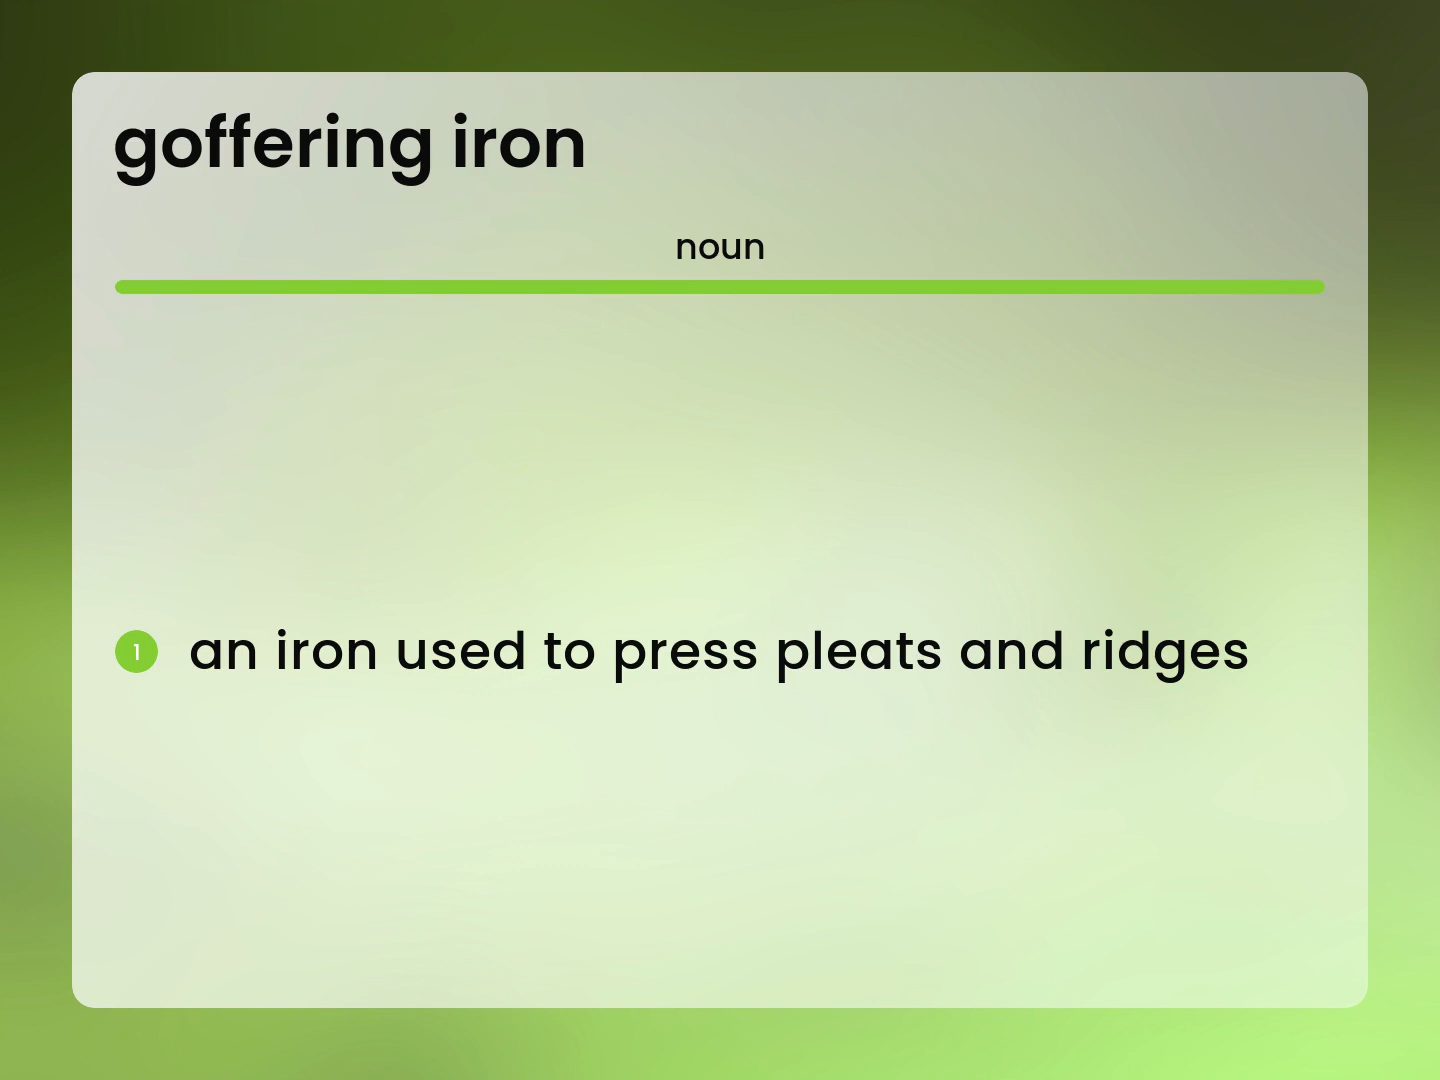 goffering iron
noun
1 an iron used to press pleats and ridges